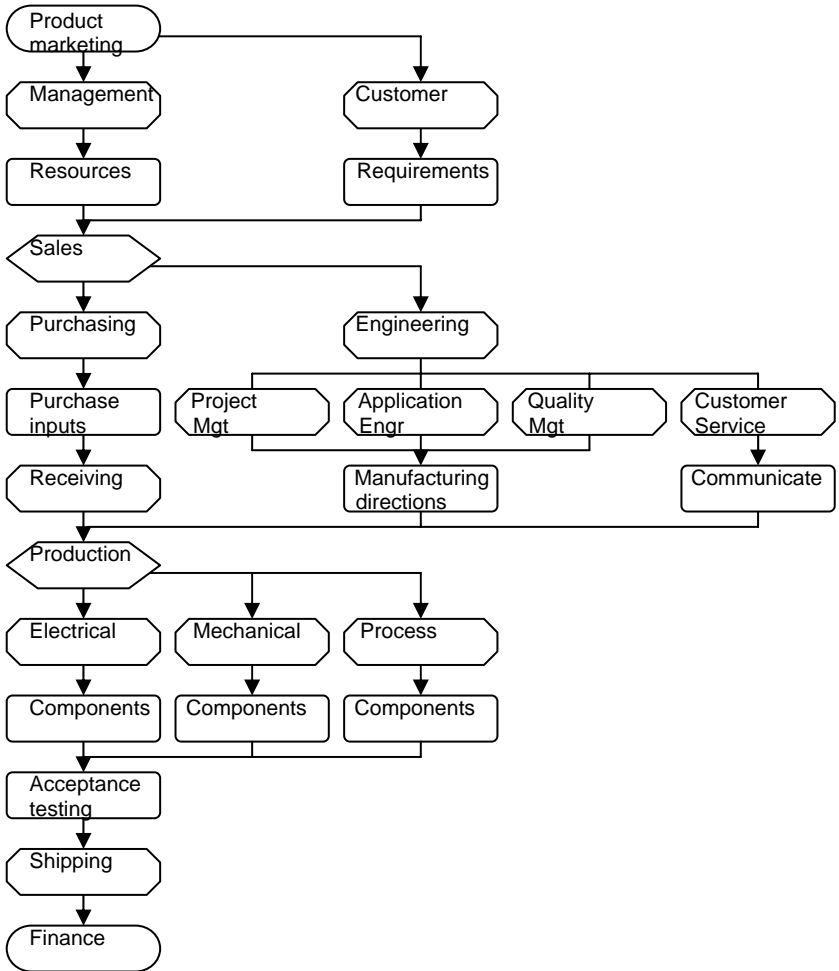 Product
marketing
Management
Customer
Resources
Requirements
Sales
Purchasing
Engineering
Purchase
inputs
Project
Mgt
Application
Engr
Quality
Mgt
Customer
Service
Receiving
Manufacturing
directions
Communicate
Production
Electrical
Mechanical
Process
Components
Components
Components
Acceptance
testing
Shipping
Finance